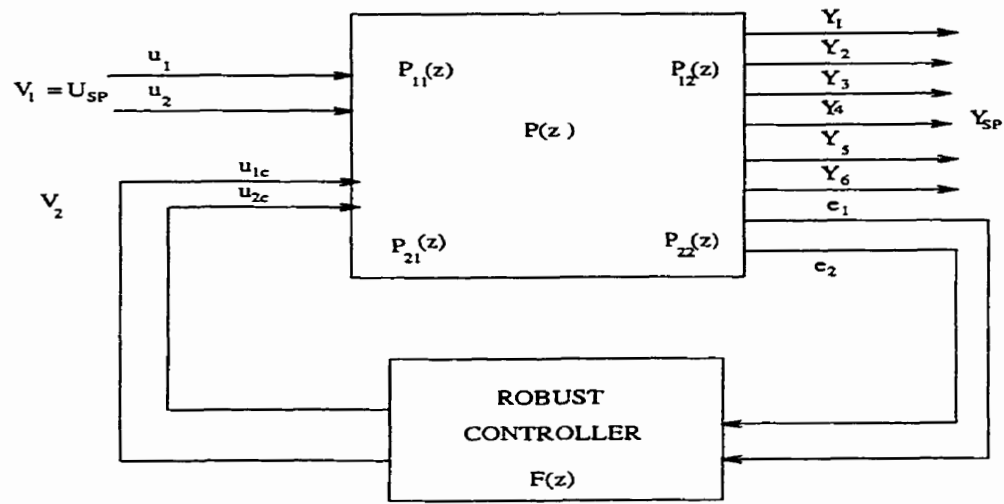 Y1
u1
P11(z)
P12(z)
Y2
V1 = USP
u2
Y3
P(z)
Y4
YSP
Y5
u1c
Y6
V2
u2c
e1
P21(z)
P22(z)
e2
ROBUST
CONTROLLER
F(z)